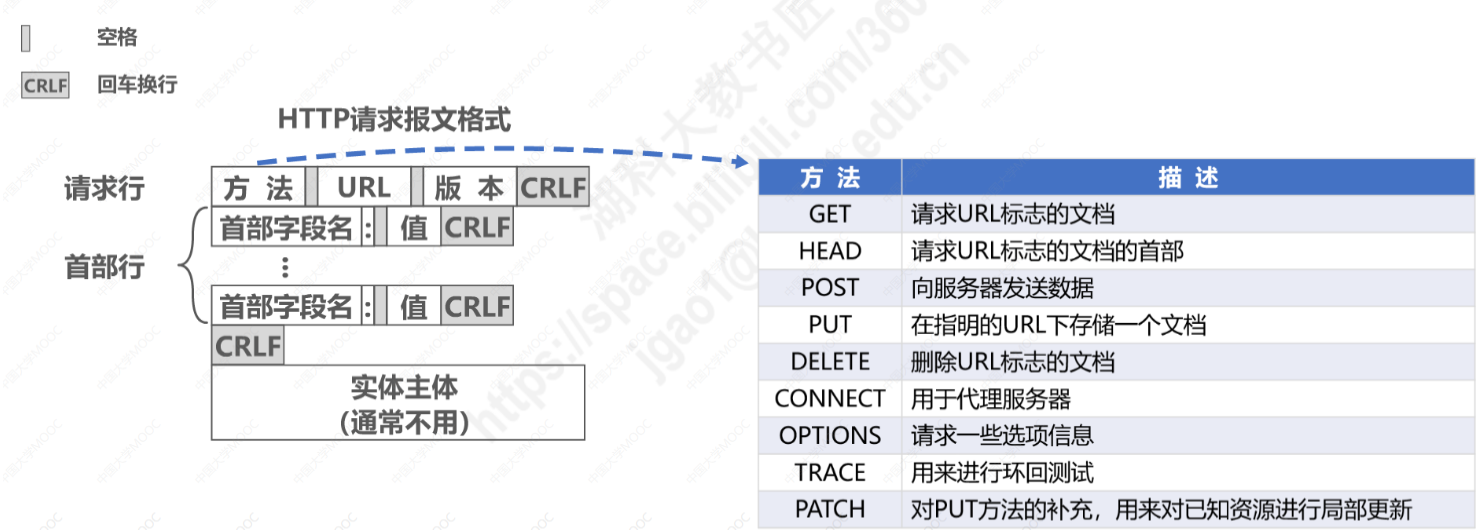 空格
CRLF 回车换行
HTTP请求报文格式
请求行
方 法 URL 版 本 CRLF
首部行
首部字段名 : 值 CRLF
⋮
首部字段名 : 值 CRLF
CRLF
实体主体
(通常不用)
方 法 描 述
GET 请求URL标志的文档
HEAD 请求URL标志的文档的首部
POST 向服务器发送数据
PUT 在指明的URL下存储一个文档
DELETE 删除URL标志的文档
CONNECT 用于代理服务器
OPTIONS 请求一些选项信息
TRACE 用来进行环回测试
PATCH 对PUT方法的补充，用来对已知资源进行局部更新
湖科大教书匠
中国大学MOOC